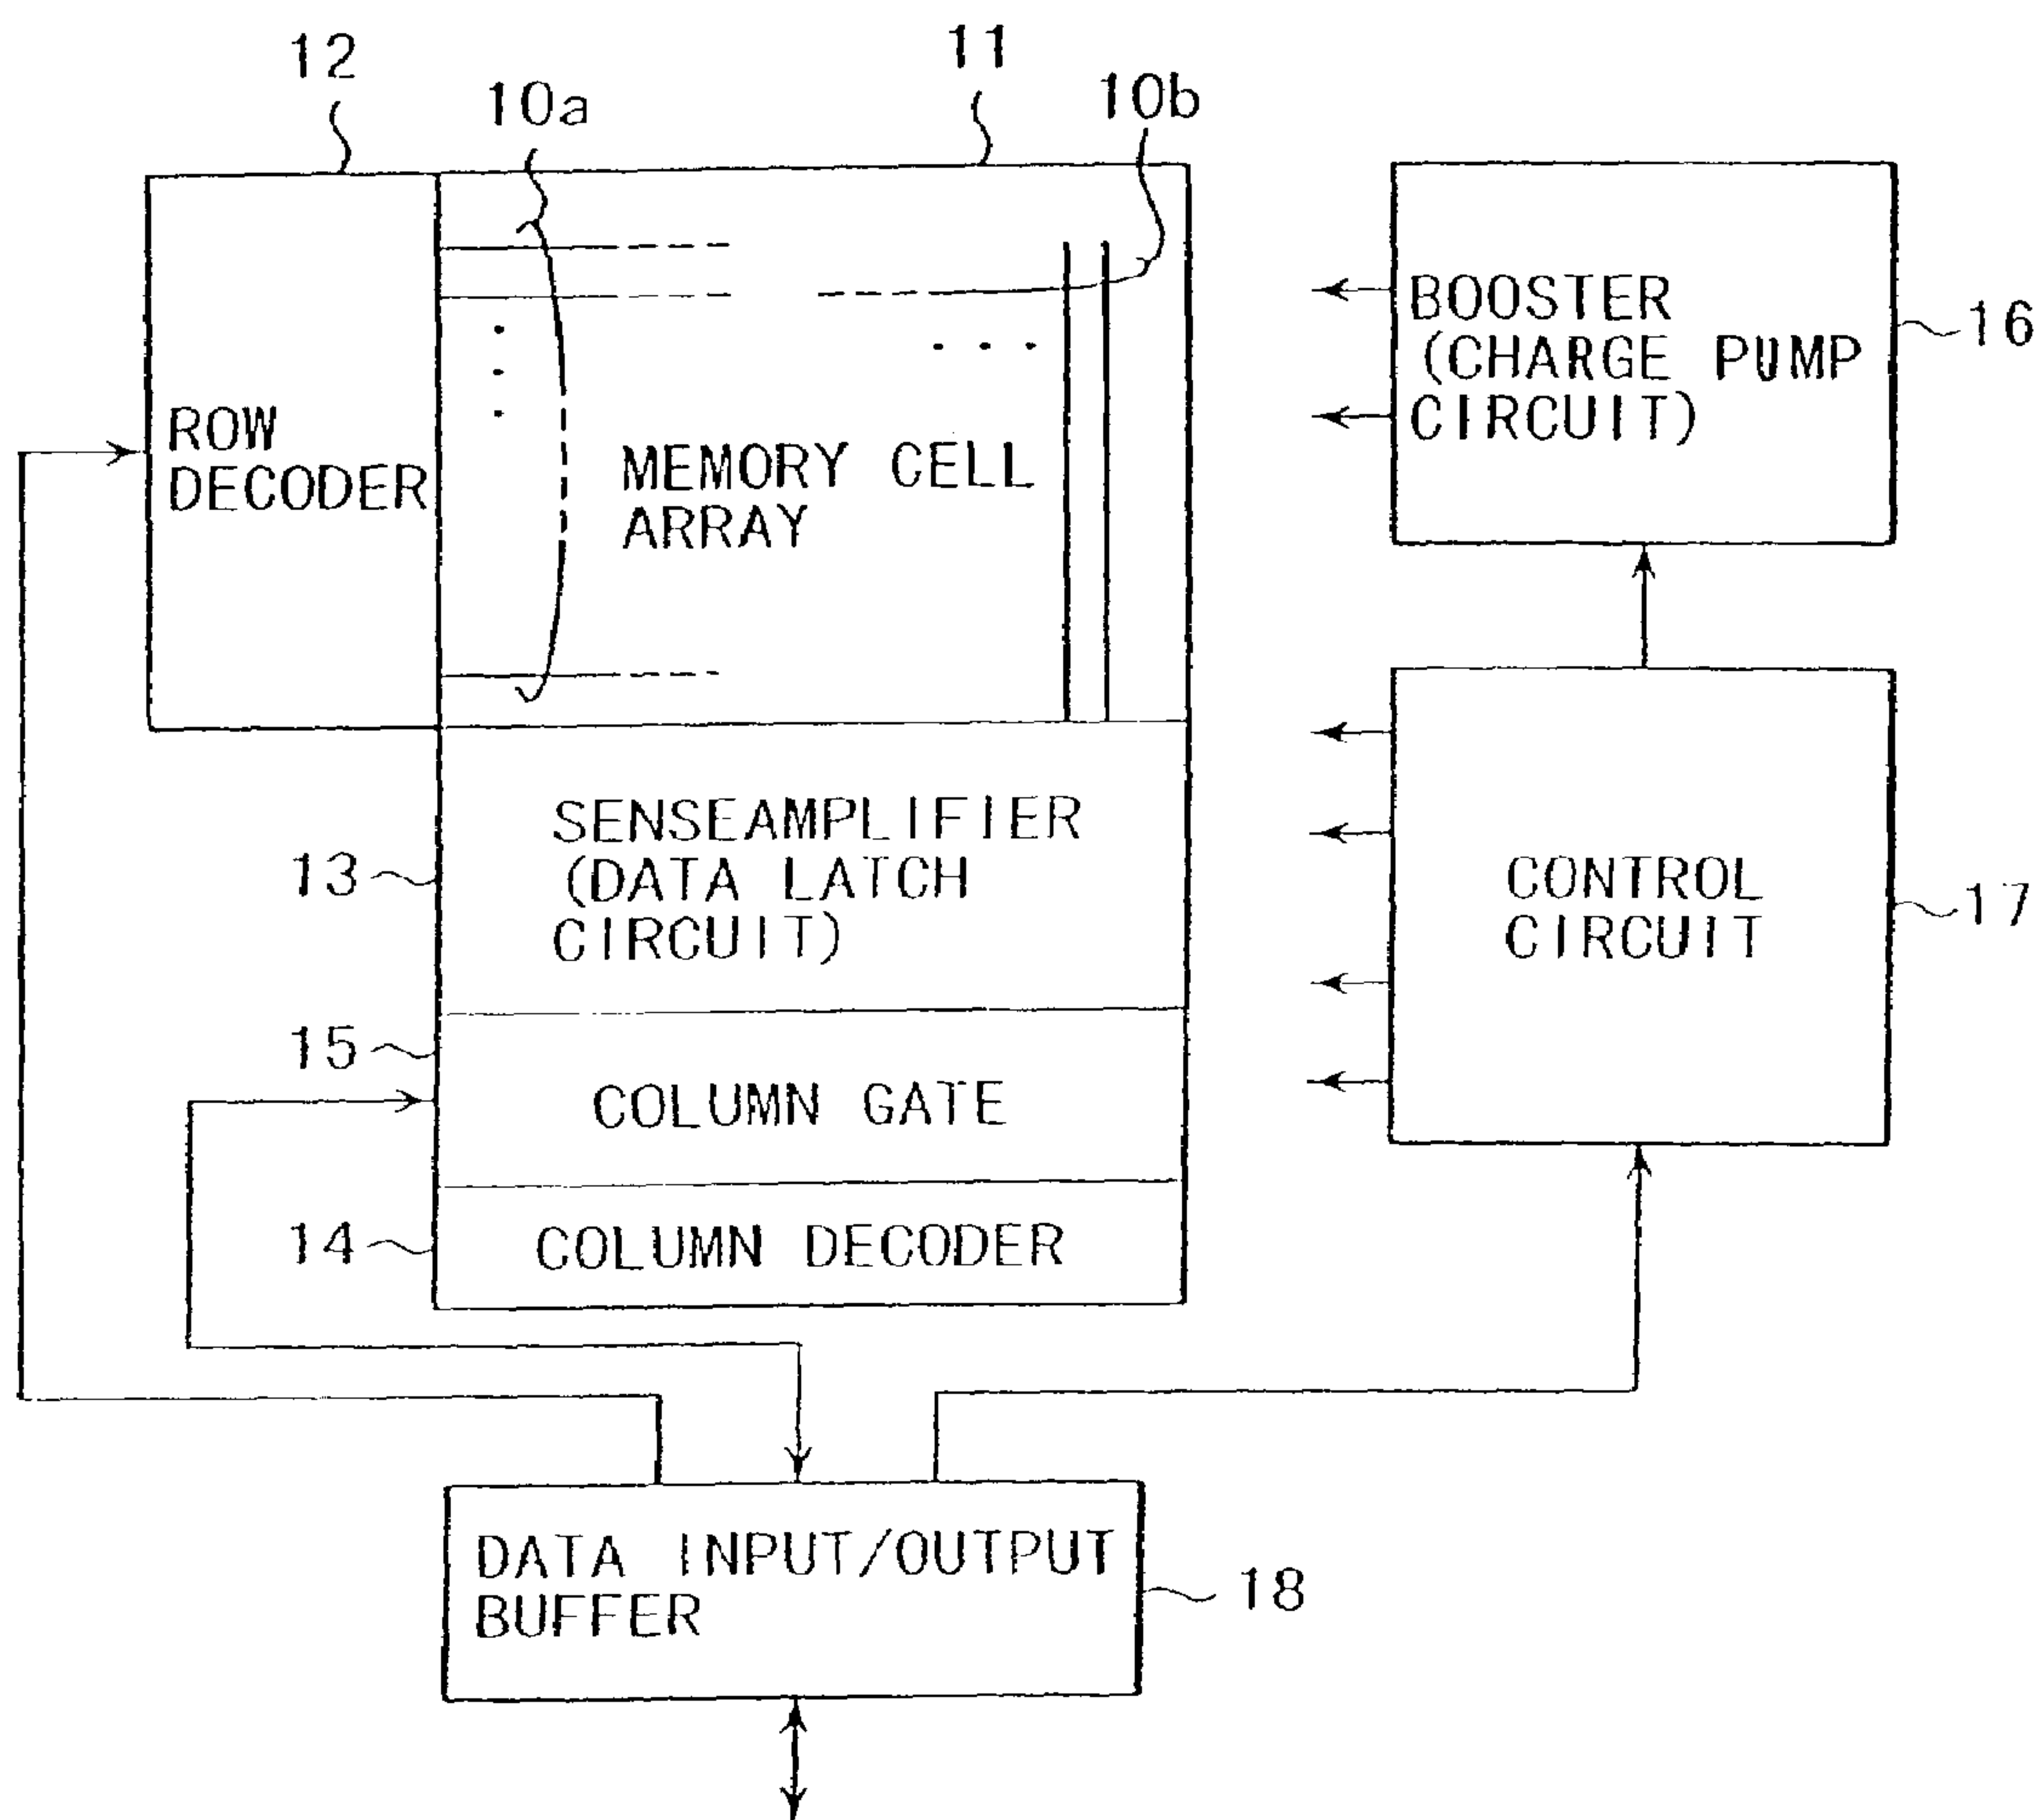 12
11
10a
10b
ROW
DECODER
MEMORY CELL
ARRAY
BOOSTER
(CHARGE PUMP
CIRCUIT)
16
SENSEAMPLIFIER
(DATA LATCH
CIRCUIT)
13
CONTROL
CIRCUIT
17
15
COLUMN GATE
14
COLUMN DECODER
DATA INPUT/OUTPUT
BUFFER
18